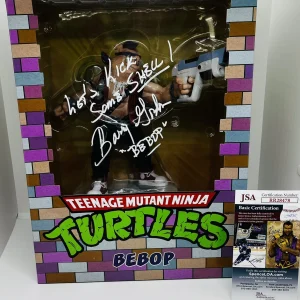 Let's Kick
Some SHELL!
Barry Gordon
"BEBOP"
TEENAGE MUTANT NINJA
TURTLES
BEBOP
JSA
Basic Certification